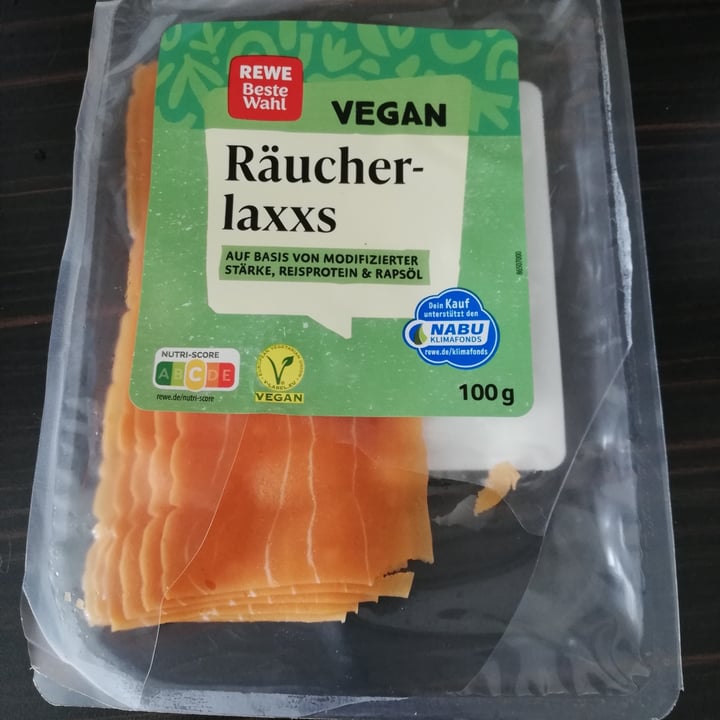 REWE
Beste
Wahl
VEGAN
Räucher-
laxxs
AUF BASIS VON MODIFIZIERTER
STÄRKE, REISPROTEIN & RAPSÖL
Dein Kauf
unterstützt den
NABU
KLIMAFONDS
rewe.de/klimafonds
NUTRI-SCORE
A B C D E
rewe.de/nutri-score
VEGAN
100 g